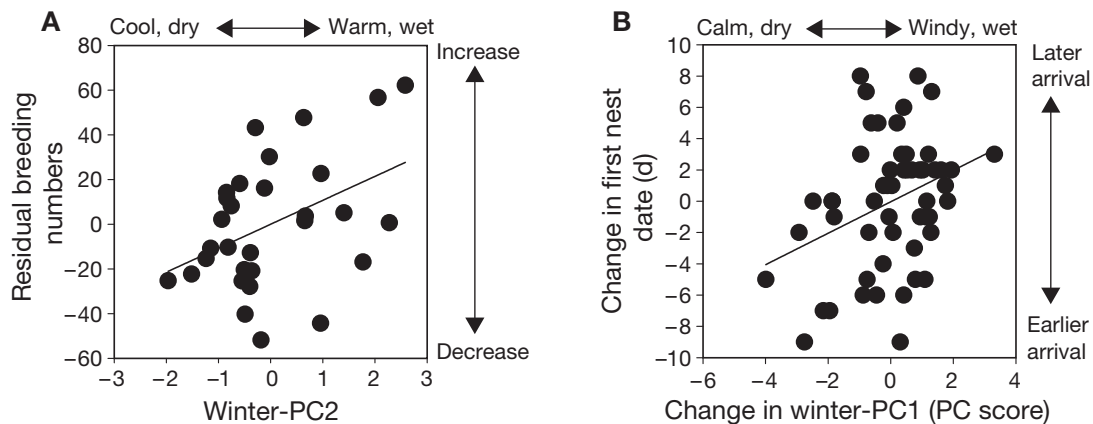 A
Cool, dry
Warm, wet
Increase
Decrease
80
60
40
20
0
−20
−40
−60
−3
−2
−1
0
1
2
3
Residual breeding
numbers
Winter-PC2
B
Calm, dry
Windy, wet
Later
arrival
Earlier
arrival
10
8
6
4
2
0
−2
−4
−6
−8
−10
−6
−4
−2
0
2
4
Change in first nest
date (d)
Change in winter-PC1 (PC score)